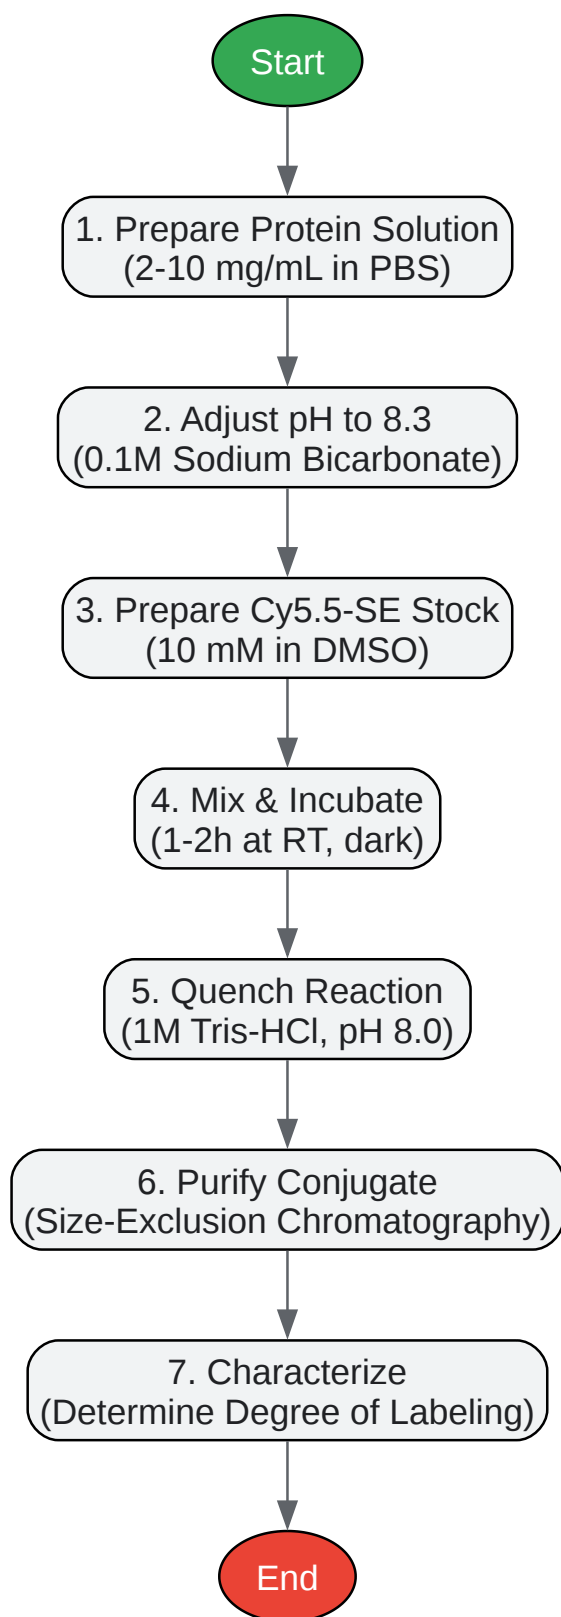 Start
1. Prepare Protein Solution
(2-10 mg/mL in PBS)
2. Adjust pH to 8.3
(0.1M Sodium Bicarbonate)
3. Prepare Cy5.5-SE Stock
(10 mM in DMSO)
4. Mix & Incubate
(1-2h at RT, dark)
5. Quench Reaction
(1M Tris-HCl, pH 8.0)
6. Purify Conjugate
(Size-Exclusion Chromatography)
7. Characterize
(Determine Degree of Labeling)
End